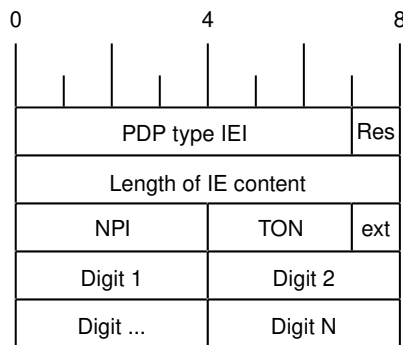 0 4 8
PDP type IEI Res
Length of IE content
NPI TON ext
Digit 1 Digit 2
Digit ... Digit N